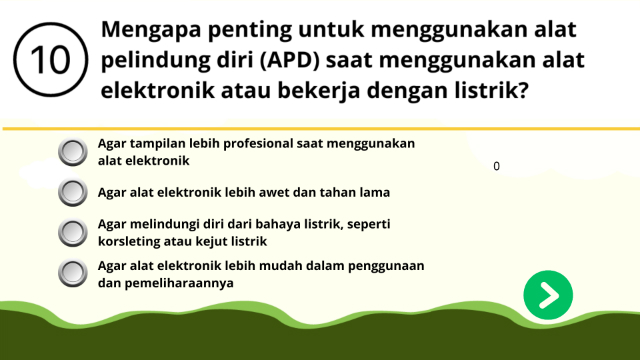 10
Mengapa penting untuk menggunakan alat
pelindung diri (APD) saat menggunakan alat
elektronik atau bekerja dengan listrik?
Agar tampilan lebih profesional saat menggunakan
alat elektronik
0
Agar alat elektronik lebih awet dan tahan lama
Agar melindungi diri dari bahaya listrik, seperti
korsleting atau kejut listrik
Agar alat elektronik lebih mudah dalam penggunaan
dan pemeliharaannya